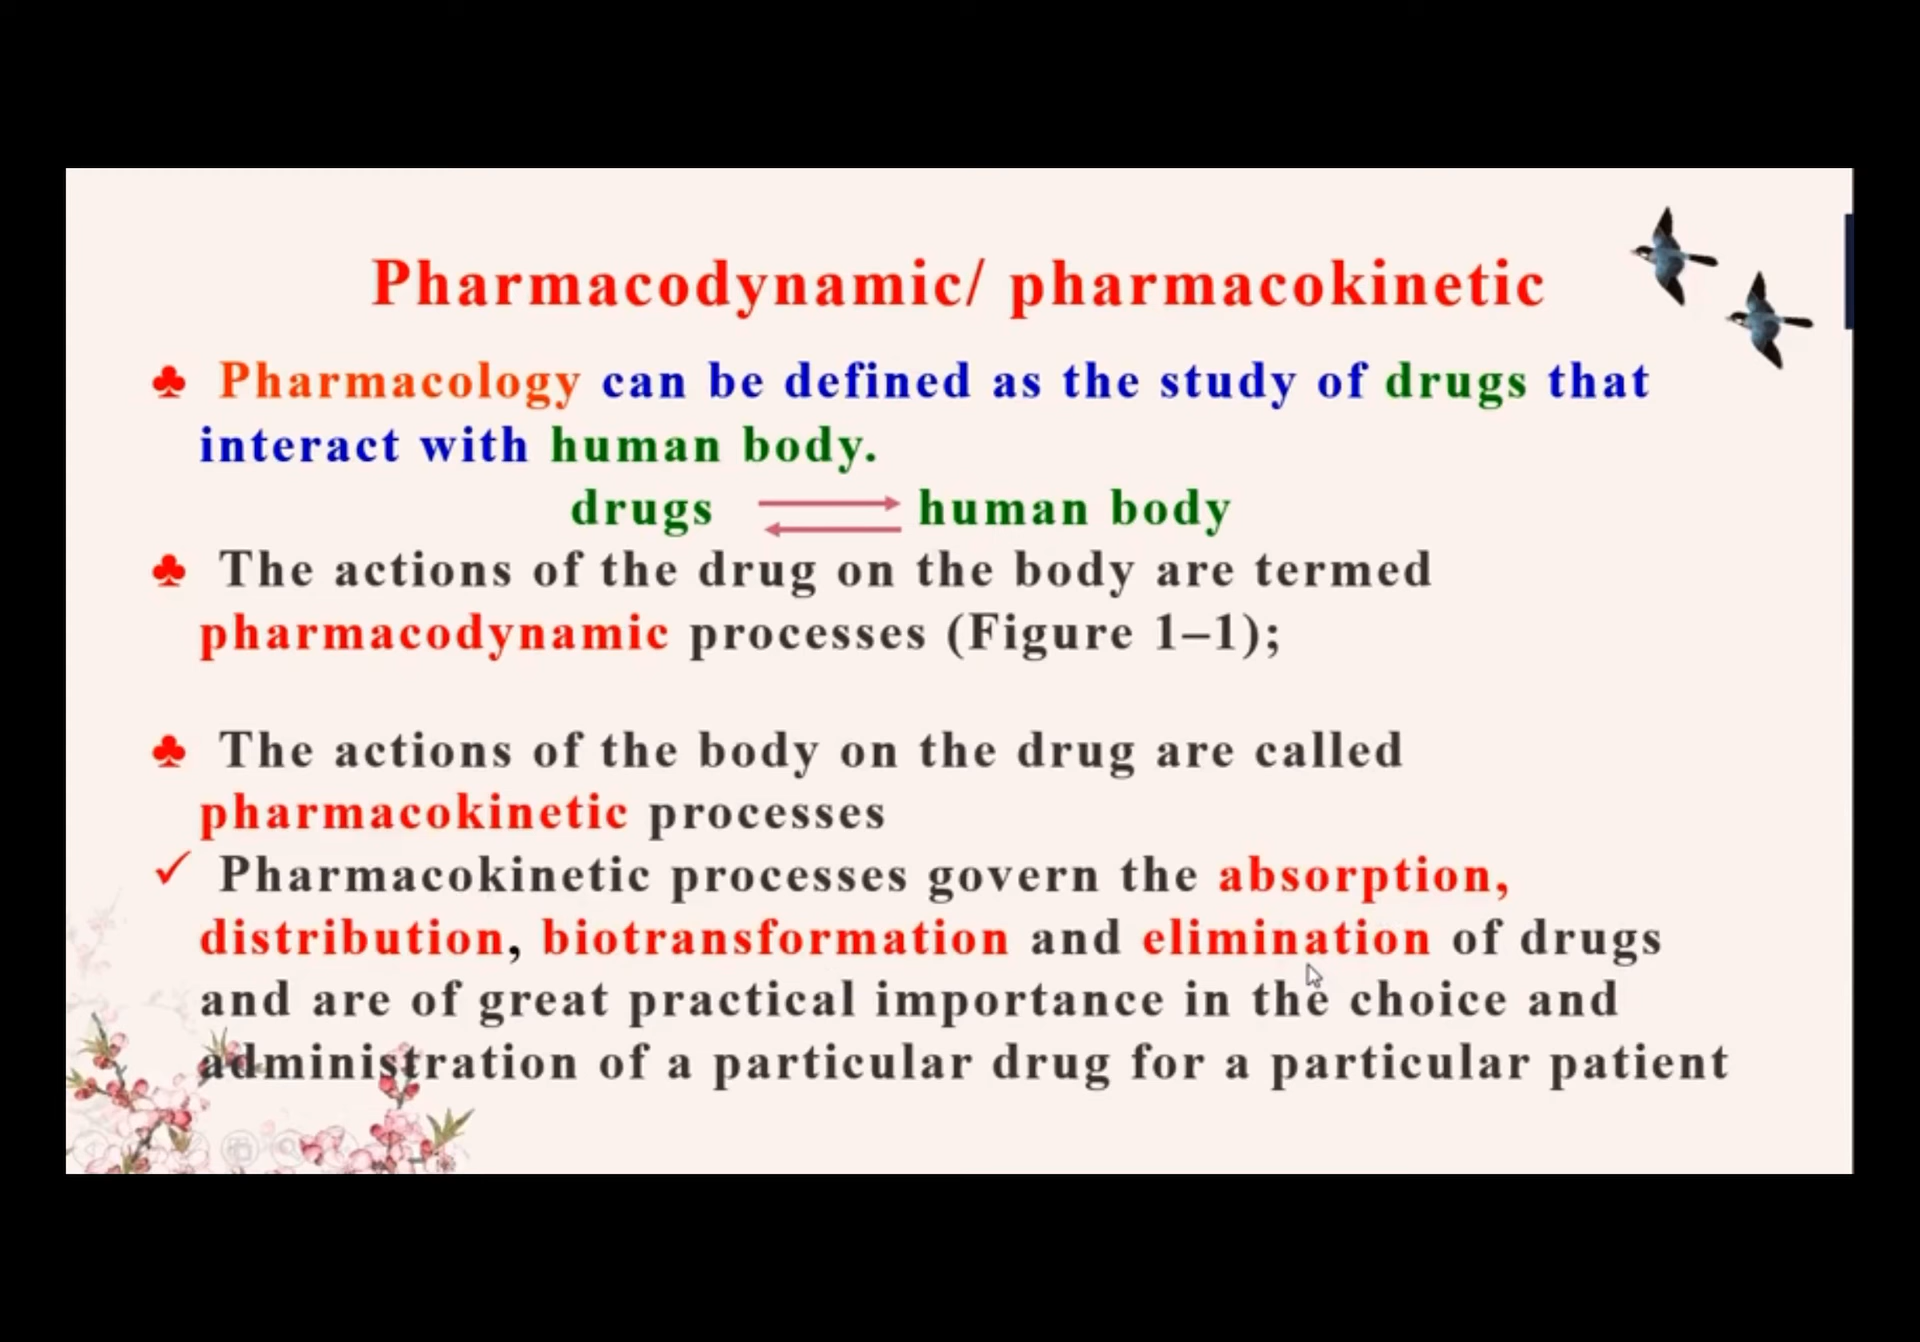 Pharmacodynamic/ pharmacokinetic
♣ Pharmacology can be defined as the study of drugs that
interact with human body.
drugs ⇄ human body
♣ The actions of the drug on the body are termed
pharmacodynamic processes (Figure 1–1);
♣ The actions of the body on the drug are called
pharmacokinetic processes
✓ Pharmacokinetic processes govern the absorption,
distribution, biotransformation and elimination of drugs
and are of great practical importance in the choice and
administration of a particular drug for a particular patient